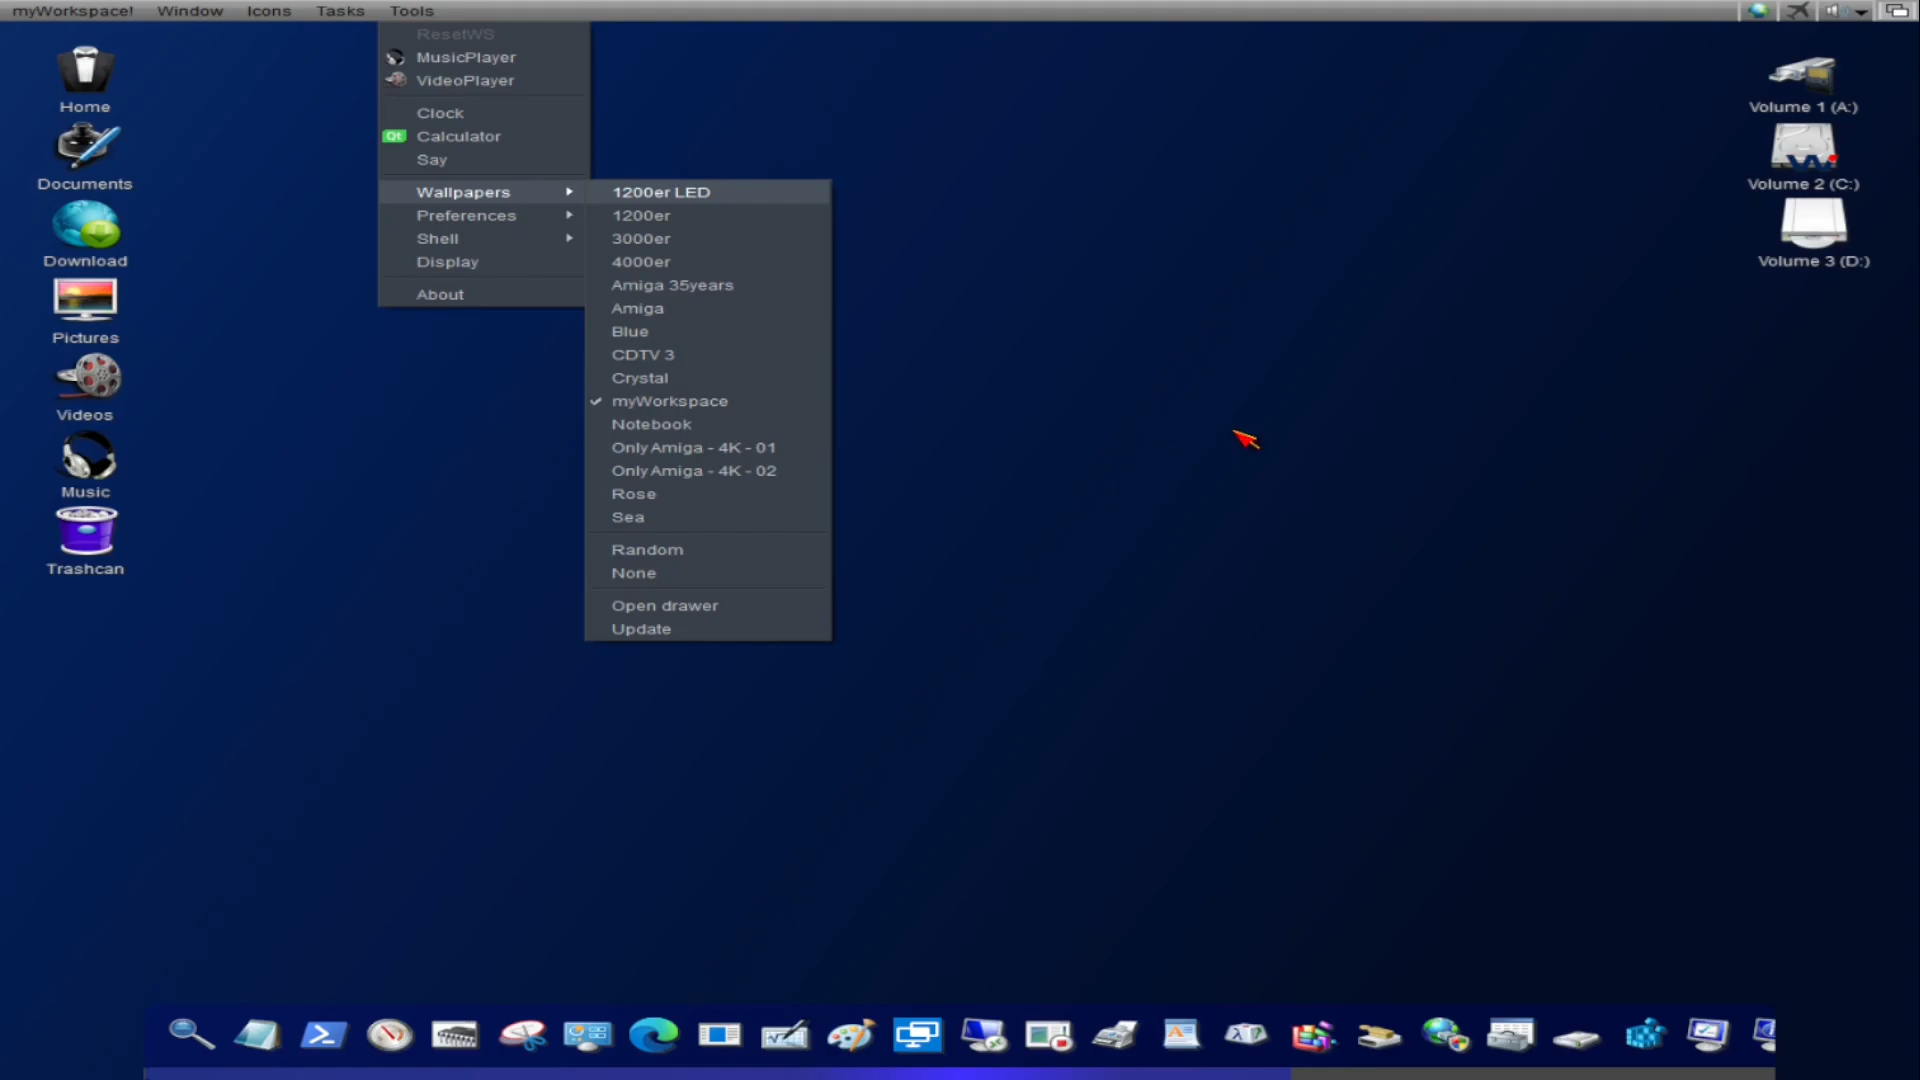 myWorkspace! Window Icons Tasks Tools
ResetWS
MusicPlayer
VideoPlayer
Clock
Qt Calculator
Say
Wallpapers
Preferences
Shell
Display
About
1200er LED
1200er
3000er
4000er
Amiga 35years
Amiga
Blue
CDTV 3
Crystal
myWorkspace
Notebook
Only Amiga - 4K - 01
Only Amiga - 4K - 02
Rose
Sea
Random
None
Open drawer
Update
Home
Documents
Download
Pictures
Videos
Music
Trashcan
Volume 1 (A:)
Volume 2 (C:)
Volume 3 (D:)